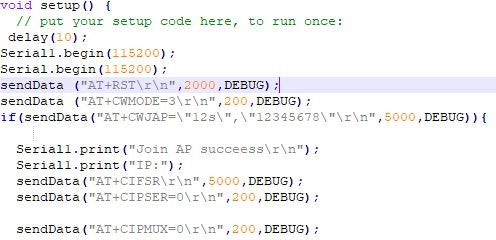 void setup() {
// put your setup code here, to run once:
delay(10);
Serial1.begin(115200);
Serial.begin(115200);
sendData ("AT+RST\r\n",2000,DEBUG);
sendData ("AT+CWMODE=3\r\n",200,DEBUG);
if(sendData("AT+CWJAP=\"12s\",\"12345678\"\r\n",5000,DEBUG)){
Serial1.print("Join AP succeess\r\n");
Serial1.print("IP:");
sendData("AT+CIFSR\r\n",5000,DEBUG);
sendData("AT+CIPSER=0\r\n",200,DEBUG);
sendData("AT+CIPMUX=0\r\n",200,DEBUG);